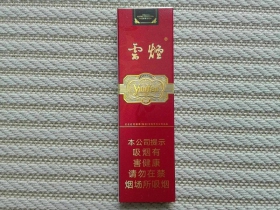 雲煙
本公司提示
吸烟有
害健康
请勿在禁
烟场所吸烟